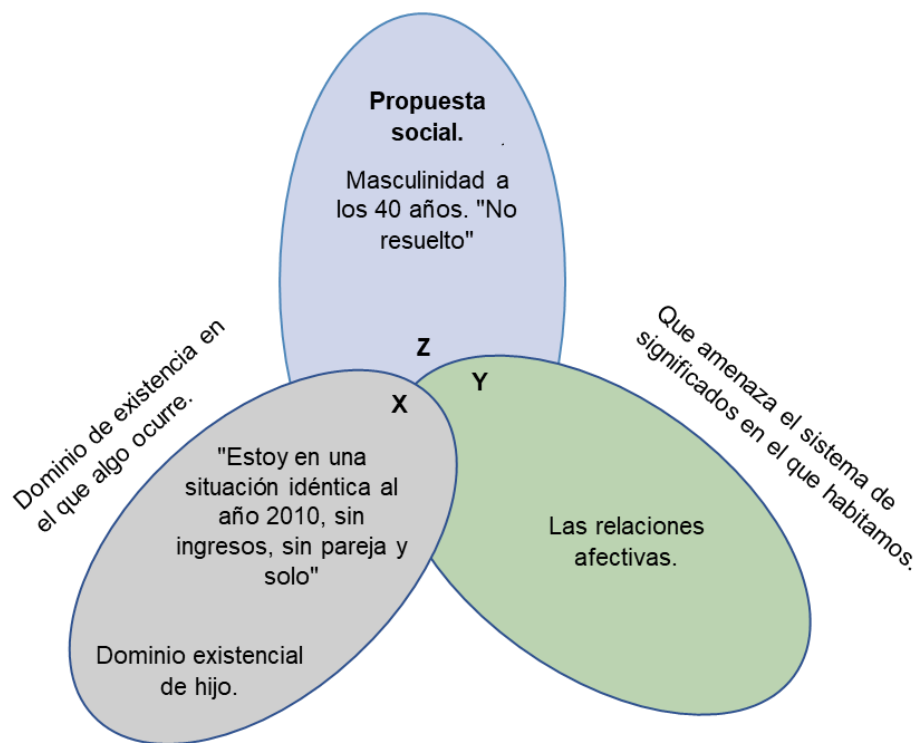 Propuesta
social.
Masculinidad a
los 40 años. "No
resuelto"
Z
Y
X
Dominio de existencia en
el que algo ocurre.
Que amenaza el sistema de
significados en el que habitamos.
"Estoy en una
situación idéntica al
año 2010, sin
ingresos, sin pareja y
solo"
Dominio existencial
de hijo.
Las relaciones
afectivas.